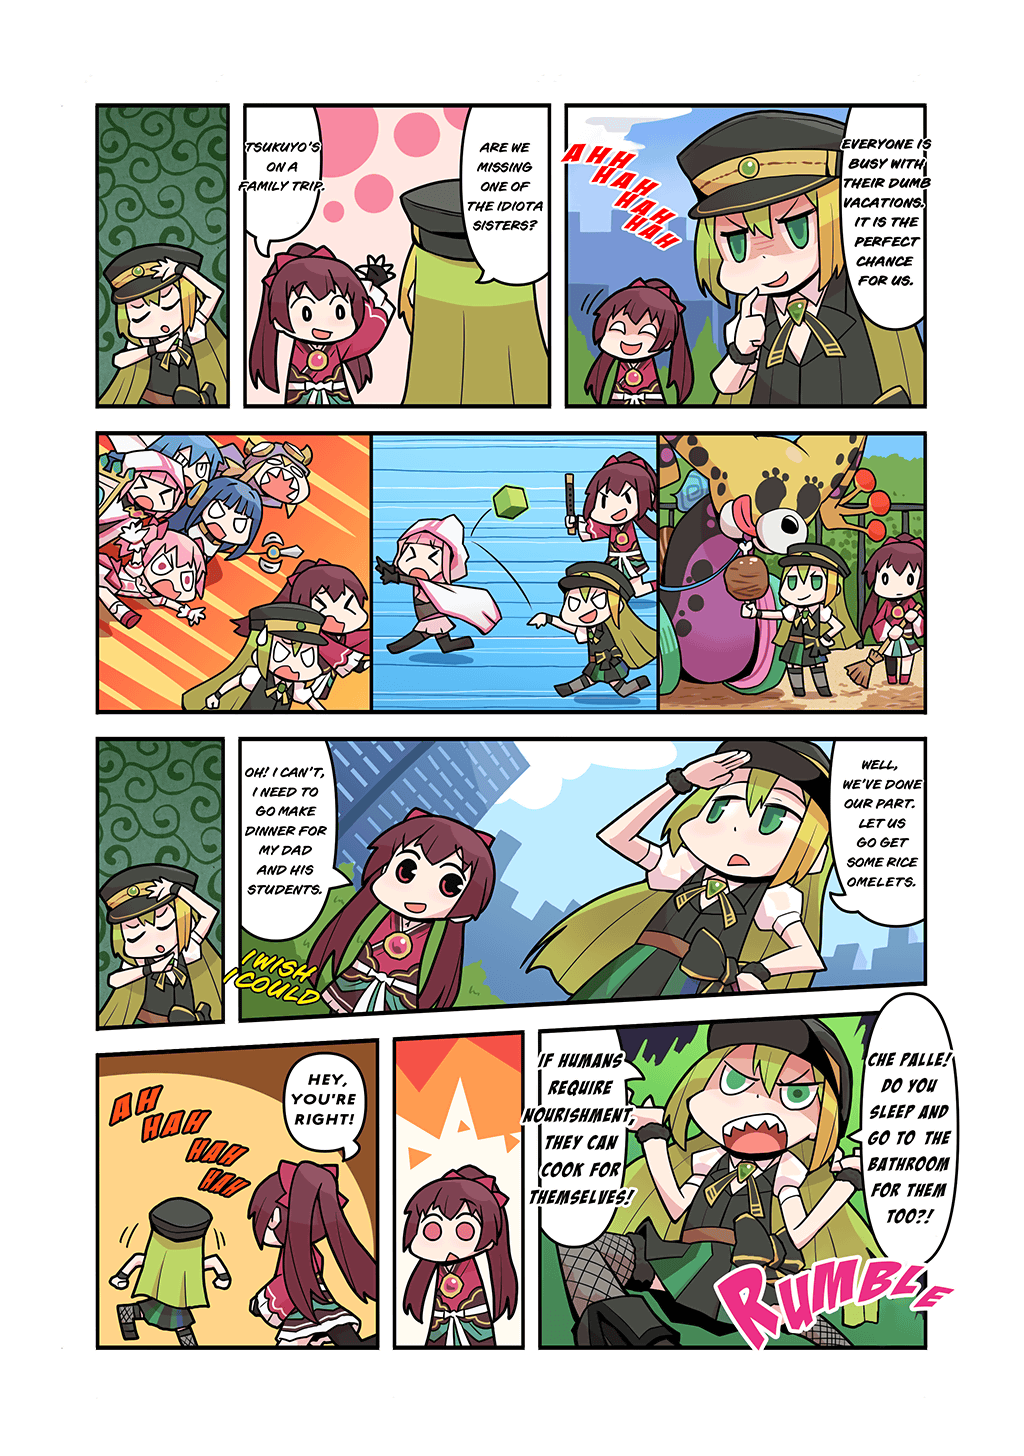 EVERYONE IS
BUSY WITH
THEIR DUMB
VACATIONS.
IT IS THE
PERFECT
CHANCE
FOR US.
AHH
HAH
HAH
HAH
ARE WE
MISSING
ONE OF
THE IDIOTA
SISTERS?
TSUKUYO'S
ON A
FAMILY TRIP.
WELL,
WE'VE DONE
OUR PART.
LET US
GO GET
SOME RICE
OMELETS.
OH! I CAN'T,
I NEED TO
GO MAKE
DINNER FOR
MY DAD
AND HIS
STUDENTS.
I WISH
I COULD
CHE PALLE!
DO YOU
SLEEP AND
GO TO THE
BATHROOM
FOR THEM
TOO?!
IF HUMANS
REQUIRE
NOURISHMENT,
THEY CAN
COOK FOR
THEMSELVES!
RUMBLE
HEY,
YOU'RE
RIGHT!
AH
HAH
HAH
HAH